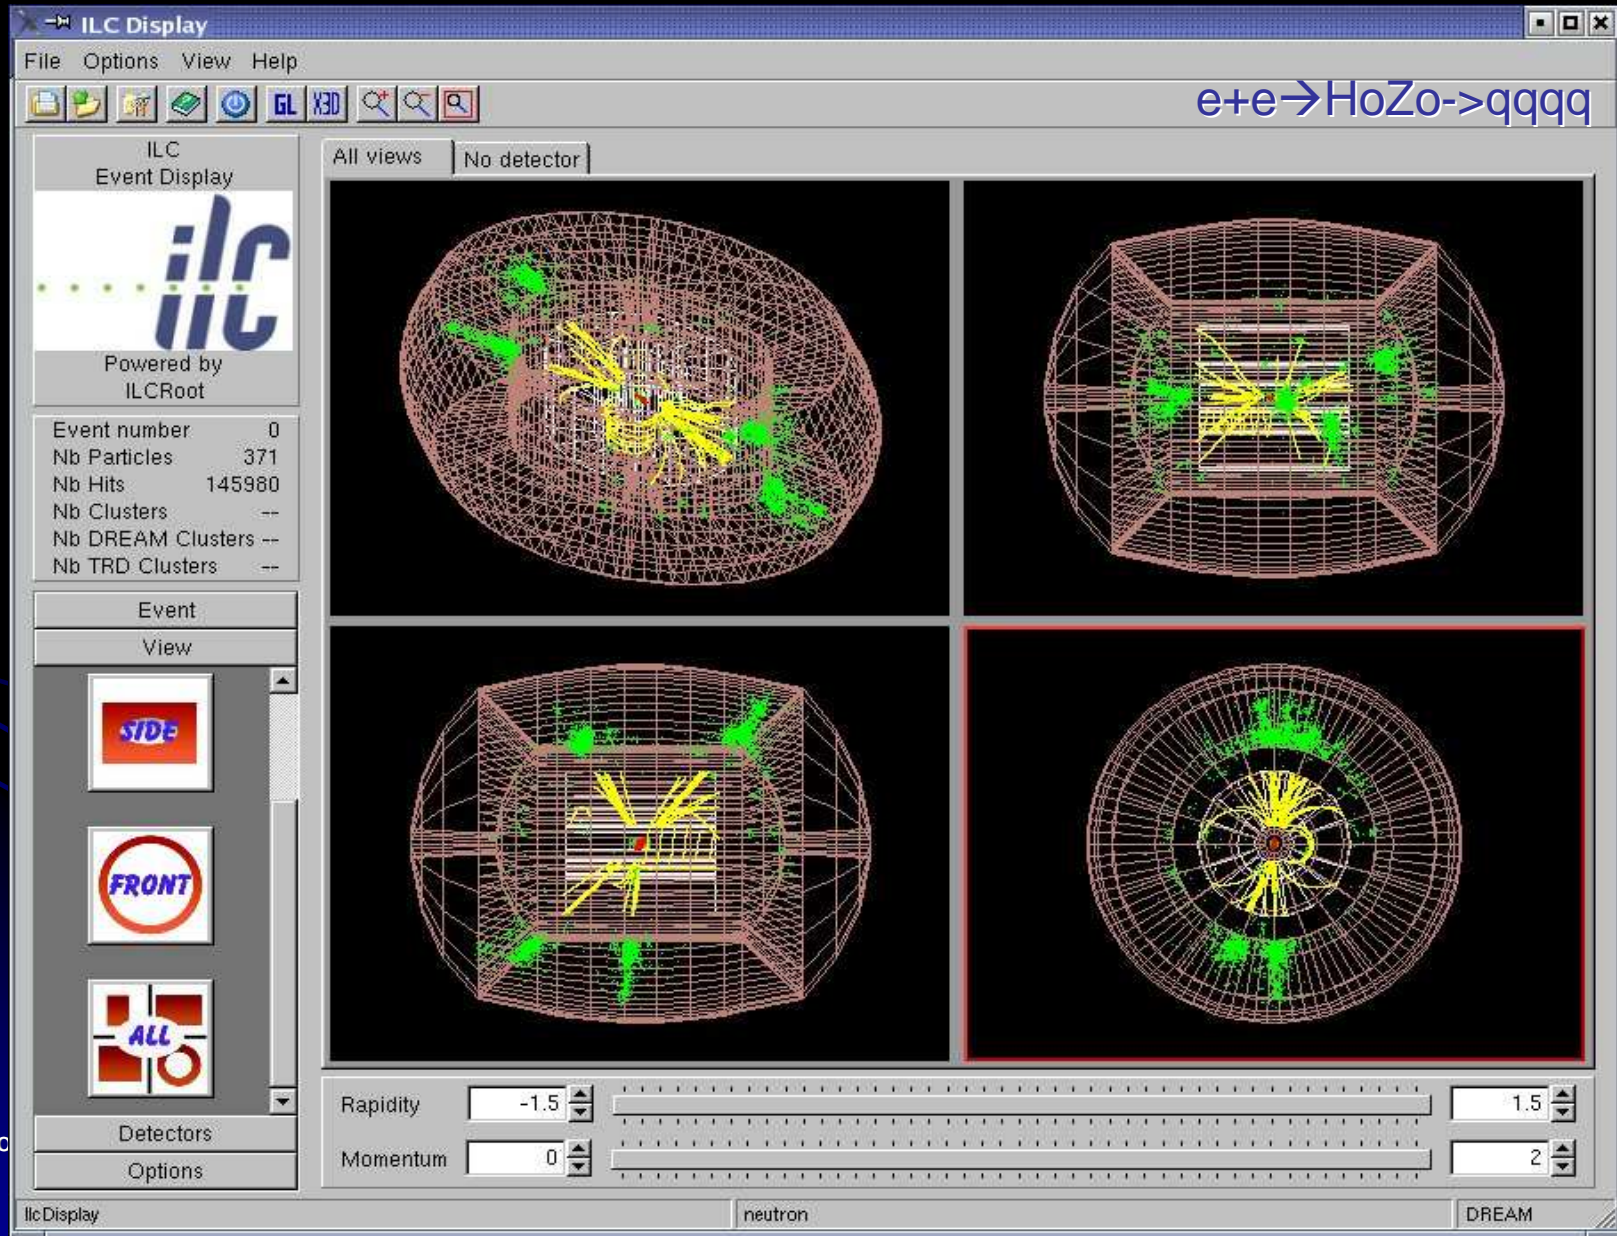 ILC Display
File Options View Help
GL X3D
e+e→HoZo->qqqq
ILC
Event Display
ilc
Powered by
ILCRoot
All views
No detector
Event number 0
Nb Particles 371
Nb Hits 145980
Nb Clusters --
Nb DREAM Clusters --
Nb TRD Clusters --
Event
View
SIDE
FRONT
ALL
Detectors
Options
Rapidity -1.5 1.5
Momentum 0 2
IlcDisplay neutron DREAM